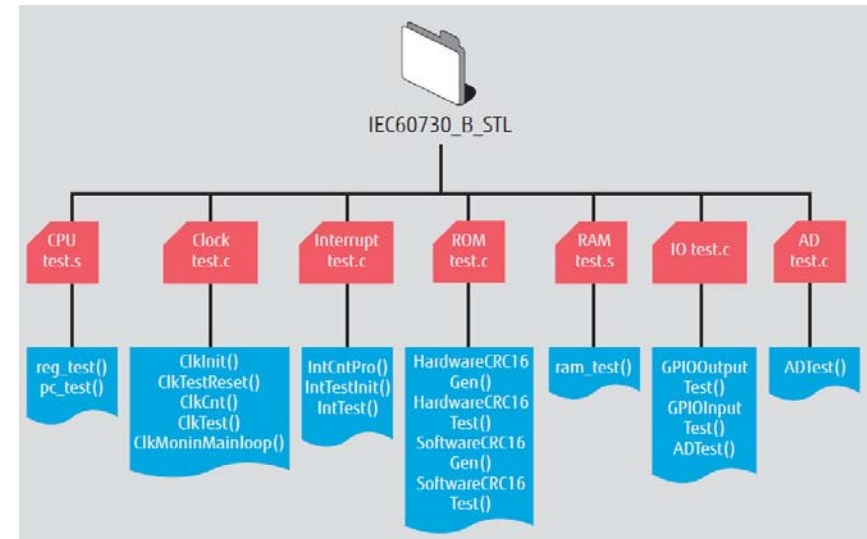 IEC60730_B_STL
CPU
test.s
Clock
test.c
Interrupt
test.c
ROM
test.c
RAM
test.s
IO test.c
AD
test.c
reg_test()
pc_test()
ClkInit()
ClkTestReset()
ClkCnt()
ClkTest()
ClkMoninMainloop()
IntCntPro()
IntTestInit()
IntTest()
HardwareCRC16
Gen()
HardwareCRC16
Test()
SoftwareCRC16
Gen()
SoftwareCRC16
Test()
ram_test()
GPIOOutput
Test()
GPIOInput
Test()
ADTest()
ADTest()